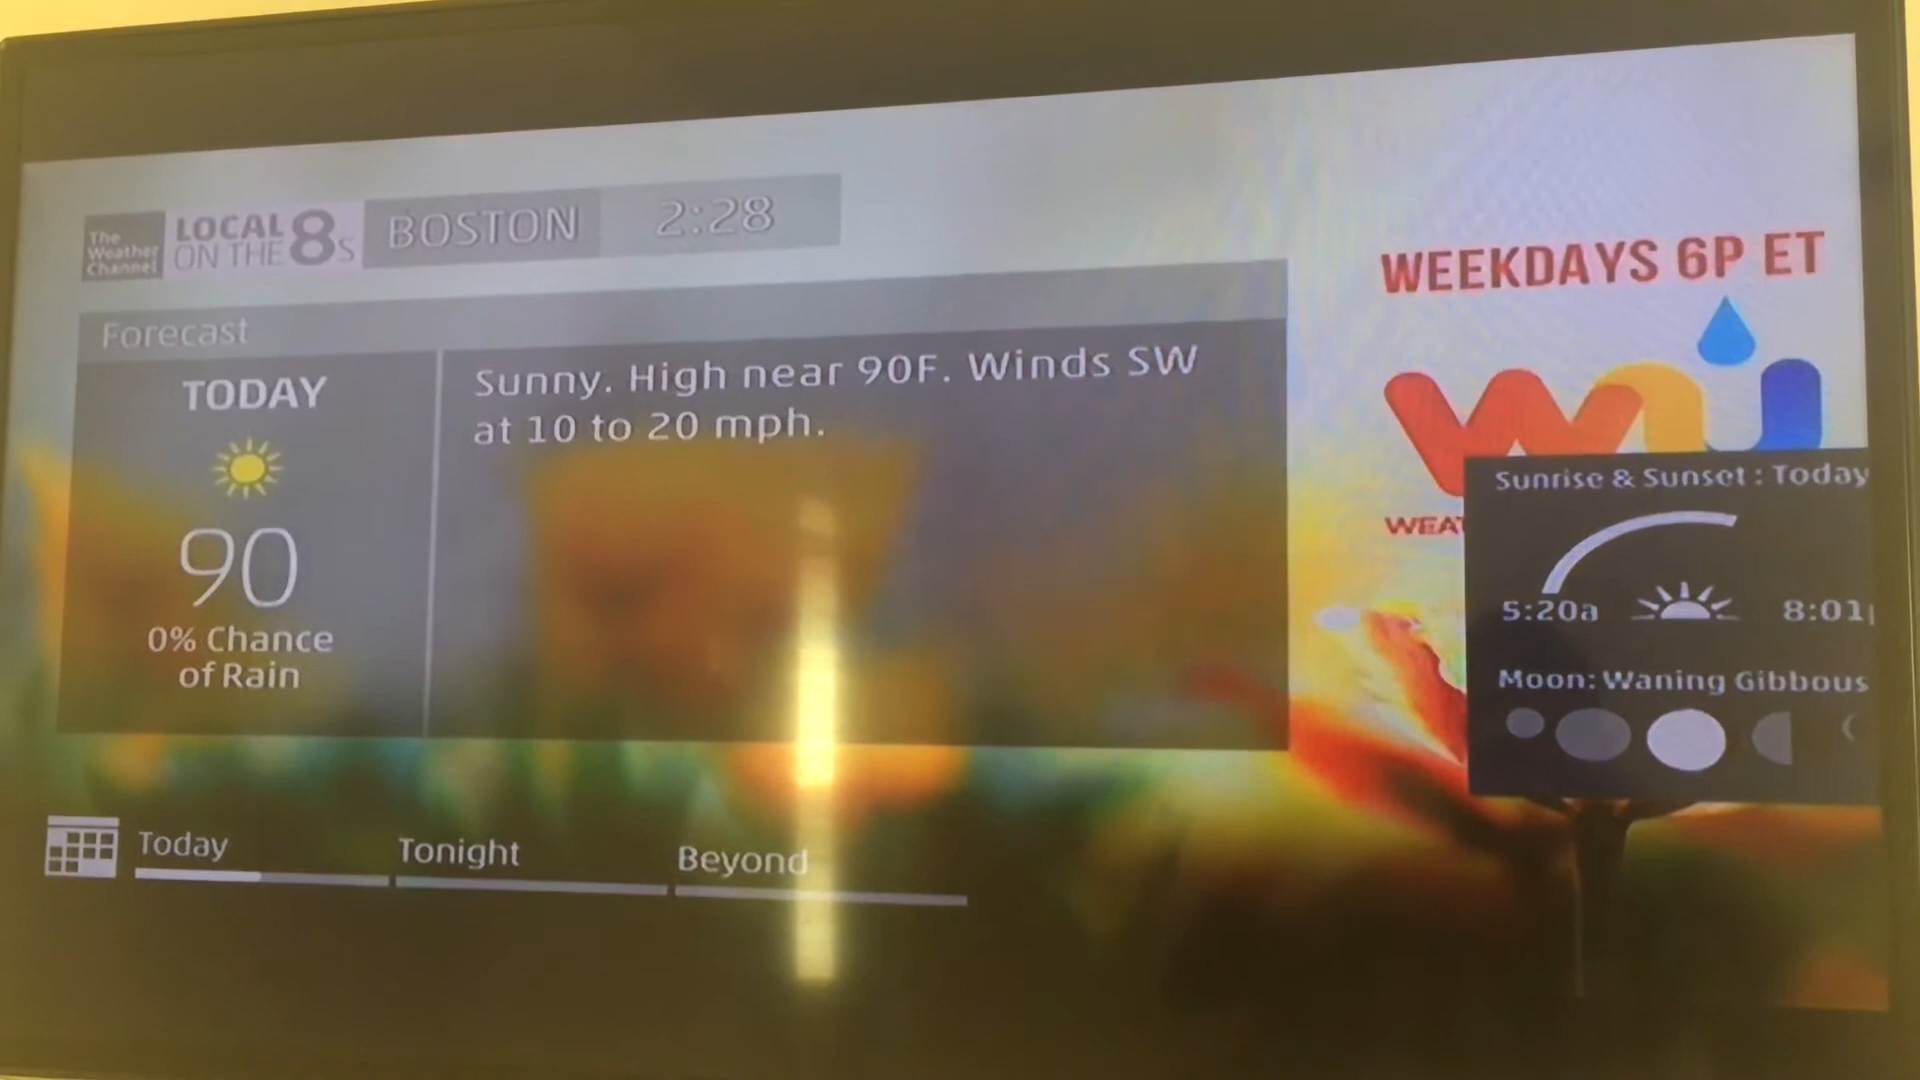 The
Weather
Channel
LOCAL
ON THE 8s
BOSTON
2:28
WEEKDAYS 6P ET
wu
Forecast
TODAY
90
0% Chance
of Rain
Sunny. High near 90F. Winds SW
at 10 to 20 mph.
Sunrise & Sunset : Today
5:20a
8:01
Moon: Waning Gibbous
Today
Tonight
Beyond